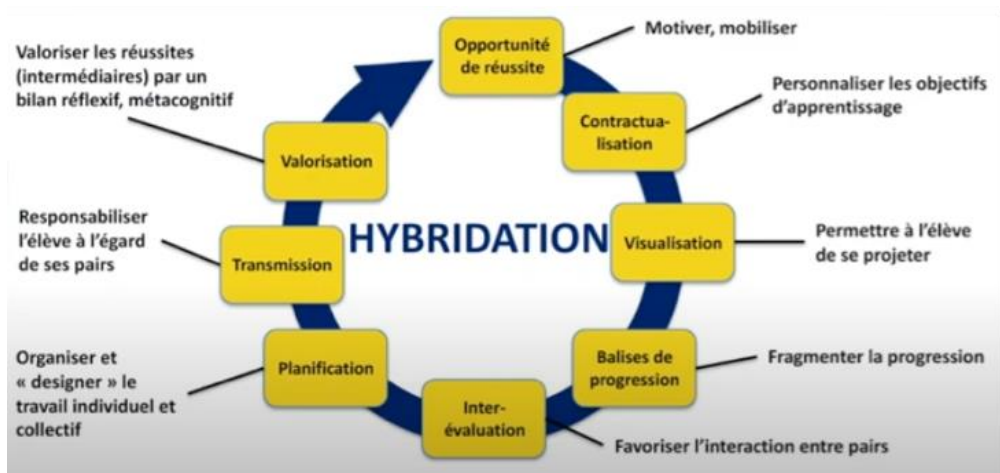 Opportunité
de réussite
Motiver, mobiliser
Contractua-
lisation
Personnaliser les objectifs
d'apprentissage
Visualisation
Permettre à l'élève
de se projeter
Balises de
progression
Fragmenter la progression
Inter-
évaluation
Favoriser l'interaction entre pairs
Planification
Organiser et
« designer » le
travail individuel et
collectif
Transmission
Responsabiliser
l'élève à l'égard
de ses pairs
Valorisation
Valoriser les réussites
(intermédiaires) par un
bilan réflexif, métacognitif
HYBRIDATION